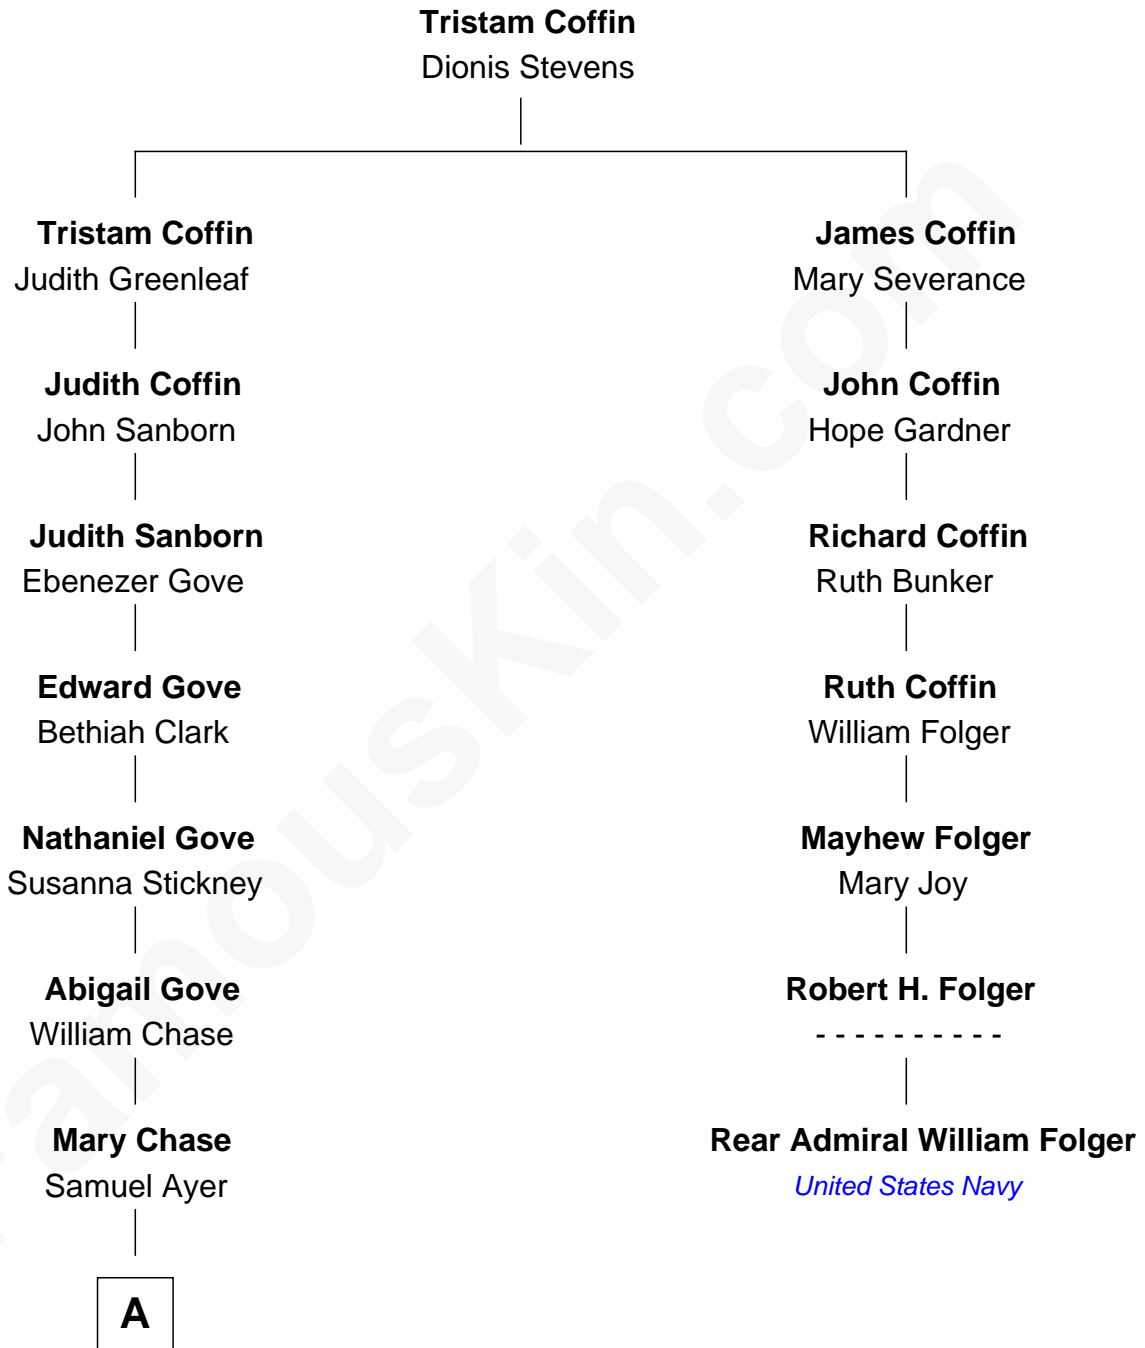 Tristam Coffin
Dionis Stevens
Tristam Coffin
Judith Greenleaf
Judith Coffin
John Sanborn
Judith Sanborn
Ebenezer Gove
Edward Gove
Bethiah Clark
Nathaniel Gove
Susanna Stickney
Abigail Gove
William Chase
Mary Chase
Samuel Ayer
A
James Coffin
Mary Severance
John Coffin
Hope Gardner
Richard Coffin
Ruth Bunker
Ruth Coffin
William Folger
Mayhew Folger
Mary Joy
Robert H. Folger
- - - - - - - - - -
Rear Admiral William Folger
United States Navy
FamousKin.com